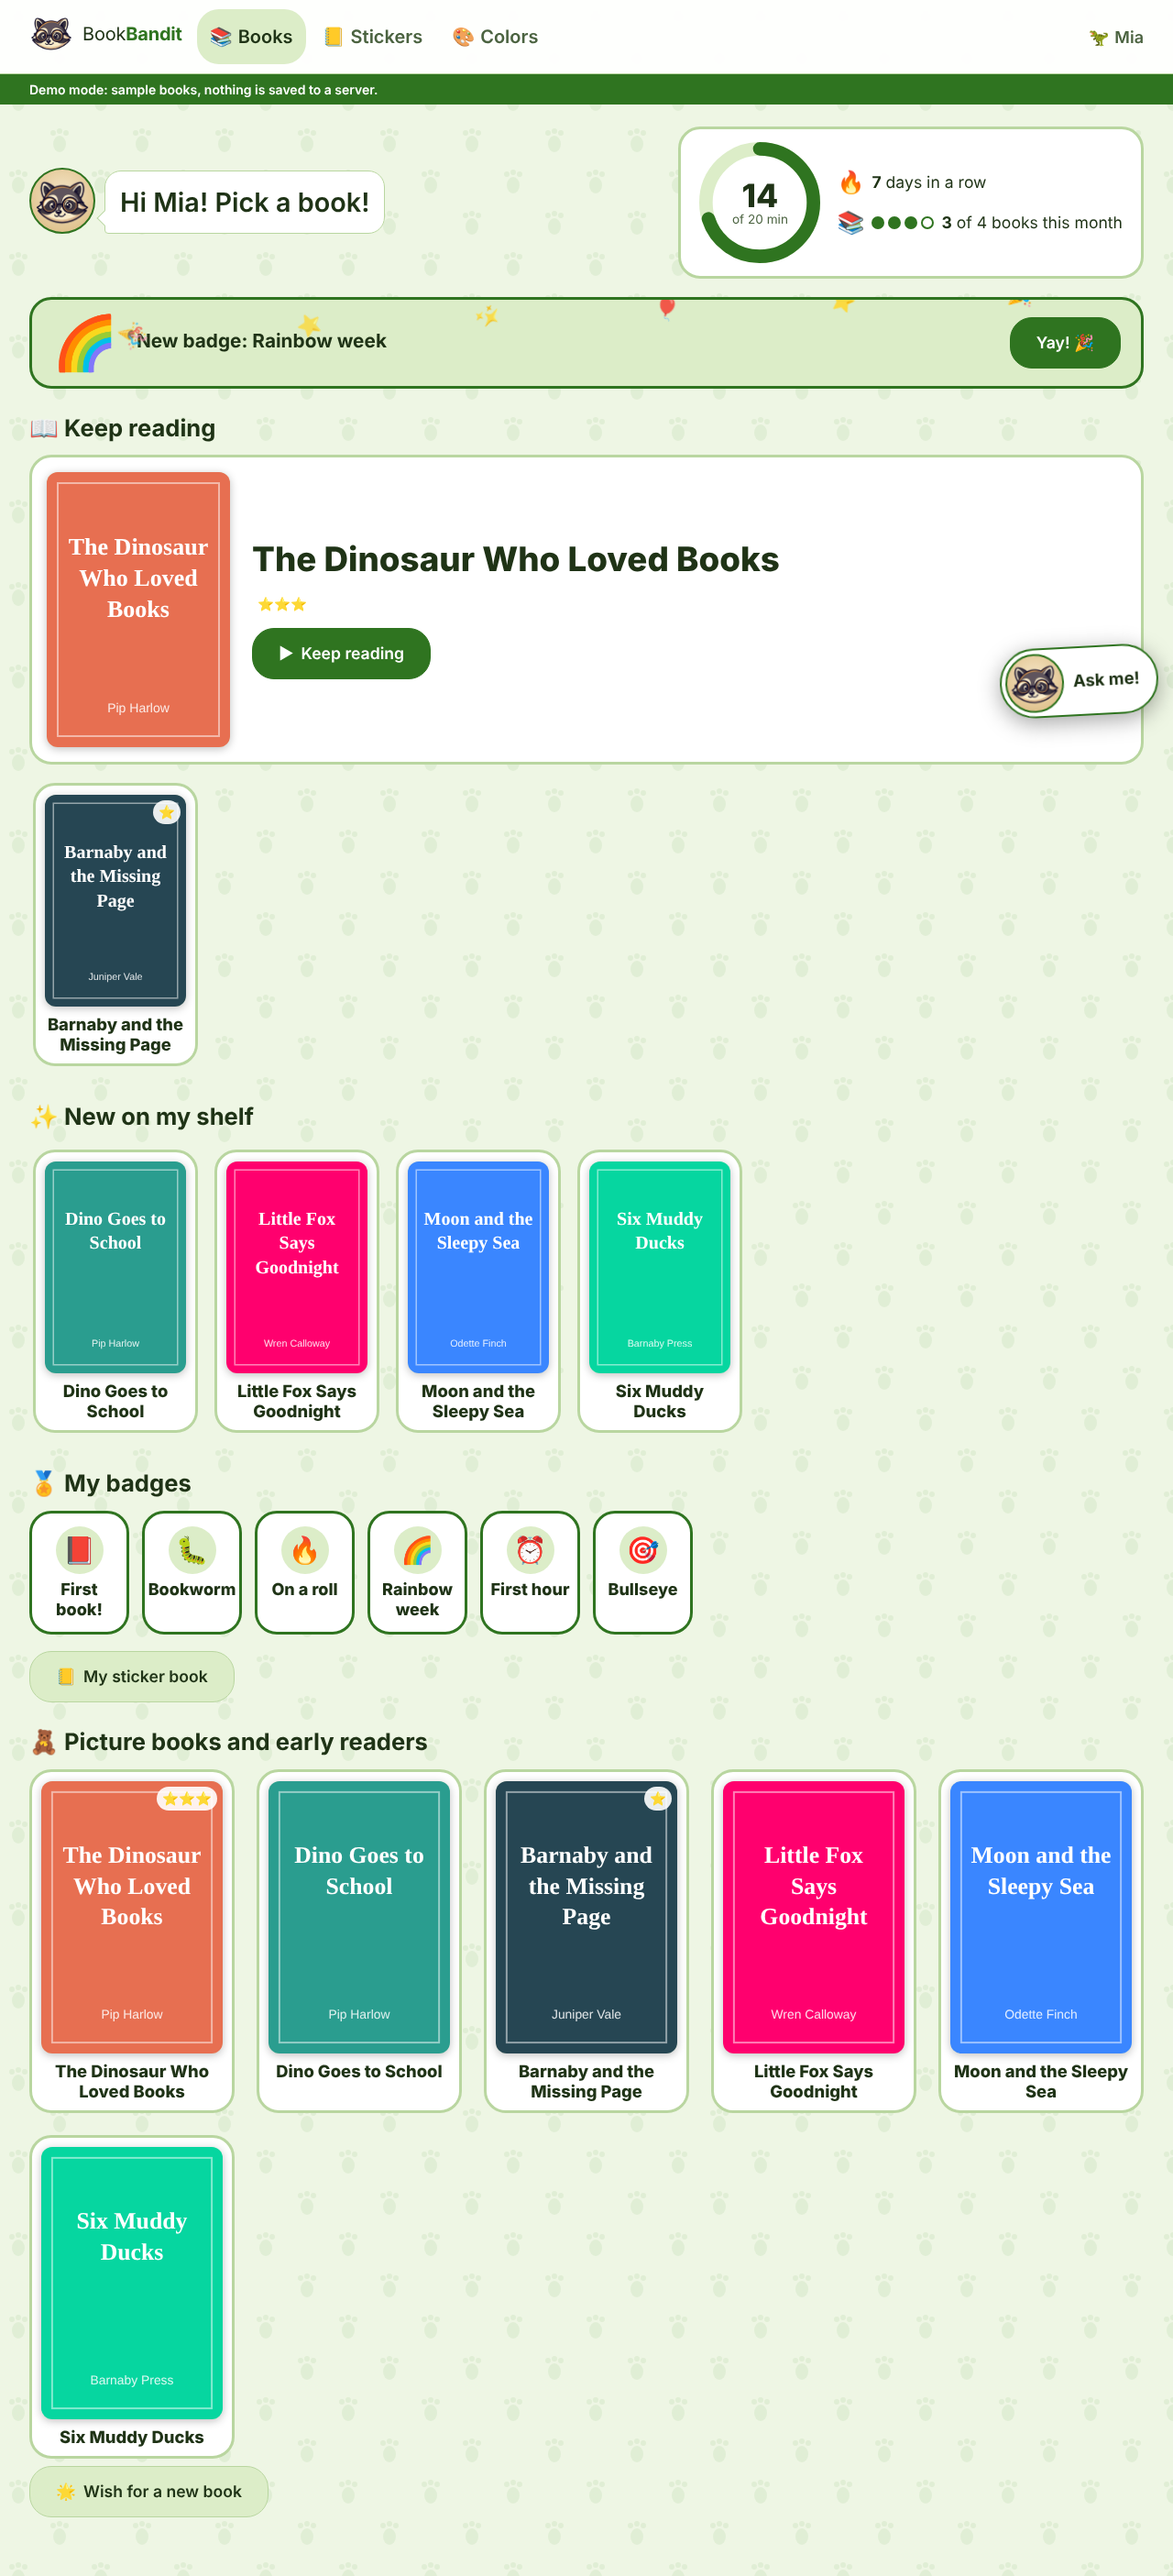 BookBandit
Books
Stickers
Colors
Mia
Demo mode: sample books, nothing is saved to a server.
Hi Mia! Pick a book!
14
of 20 min
7 days in a row
3 of 4 books this month
New badge: Rainbow week
Yay!
Keep reading
The Dinosaur
Who Loved
Books
Pip Harlow
The Dinosaur Who Loved Books
Keep reading
Ask me!
Barnaby and
the Missing
Page
Juniper Vale
Barnaby and the
Missing Page
New on my shelf
Dino Goes to
School
Pip Harlow
Dino Goes to
School
Little Fox
Says
Goodnight
Wren Calloway
Little Fox Says
Goodnight
Moon and the
Sleepy Sea
Odette Finch
Moon and the
Sleepy Sea
Six Muddy
Ducks
Barnaby Press
Six Muddy
Ducks
My badges
First
book!
Bookworm
On a roll
Rainbow
week
First hour
Bullseye
My sticker book
Picture books and early readers
The Dinosaur
Who Loved
Books
Pip Harlow
The Dinosaur Who
Loved Books
Dino Goes to
School
Pip Harlow
Dino Goes to School
Barnaby and
the Missing
Page
Juniper Vale
Barnaby and the
Missing Page
Little Fox
Says
Goodnight
Wren Calloway
Little Fox Says
Goodnight
Moon and the
Sleepy Sea
Odette Finch
Moon and the Sleepy
Sea
Six Muddy
Ducks
Barnaby Press
Six Muddy Ducks
Wish for a new book